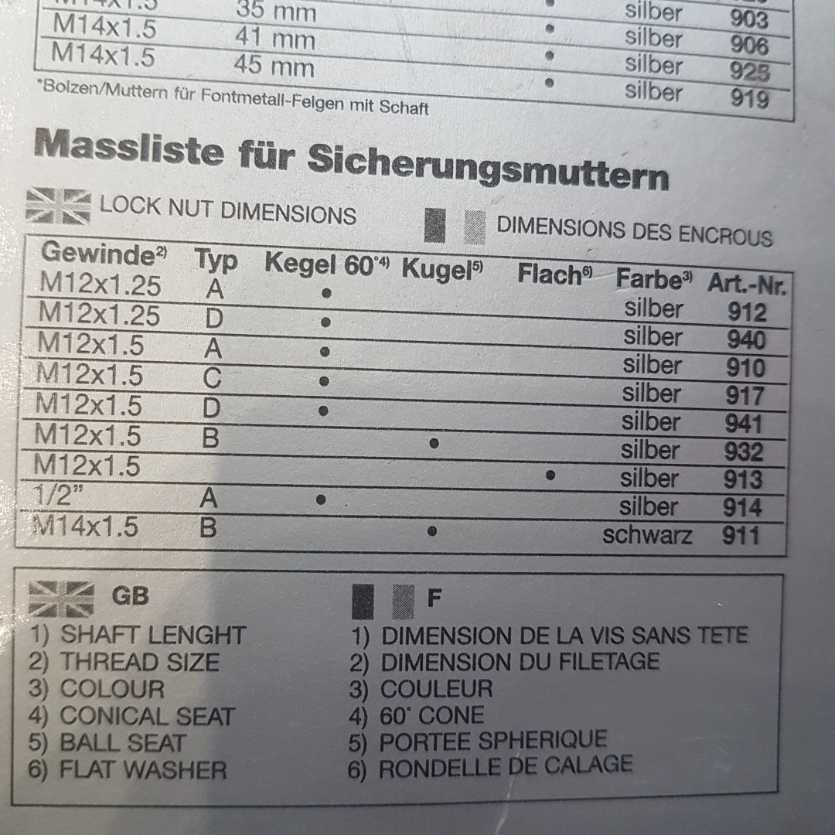 M14x1.5 35 mm • silber 903
M14x1.5 41 mm • silber 906
M14x1.5 45 mm • silber 925
• silber 919
*Bolzen/Muttern für Fontmetall-Felgen mit Schaft
Massliste für Sicherungsmuttern
LOCK NUT DIMENSIONS DIMENSIONS DES ENCROUS
Gewinde²⁾ Typ Kegel 60°⁴⁾ Kugel⁵⁾ Flach⁶⁾ Farbe³⁾ Art.-Nr.
M12x1.25 A • silber 912
M12x1.25 D • silber 940
M12x1.5 A • silber 910
M12x1.5 C • silber 917
M12x1.5 D • silber 941
M12x1.5 B • silber 932
M12x1.5 • silber 913
1/2” A • silber 914
M14x1.5 B • schwarz 911
GB F
1) SHAFT LENGHT 1) DIMENSION DE LA VIS SANS TETE
2) THREAD SIZE 2) DIMENSION DU FILETAGE
3) COLOUR 3) COULEUR
4) CONICAL SEAT 4) 60° CONE
5) BALL SEAT 5) PORTEE SPHERIQUE
6) FLAT WASHER 6) RONDELLE DE CALAGE